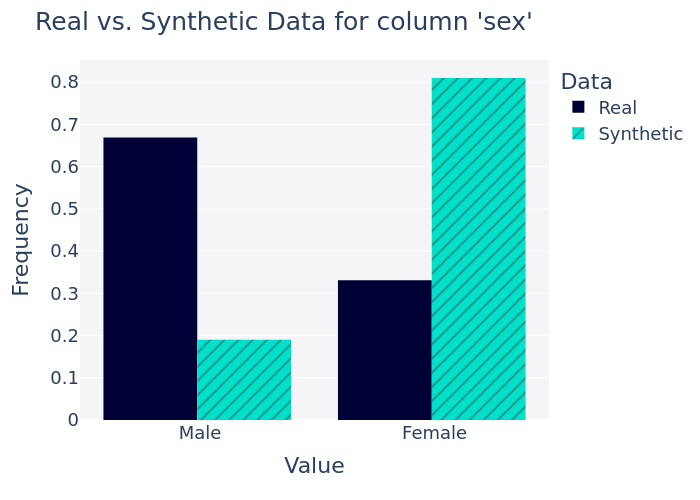 Real vs. Synthetic Data for column 'sex'
Data
Real
Synthetic
Frequency
0.8
0.7
0.6
0.5
0.4
0.3
0.2
0.1
0
Male Female
Value